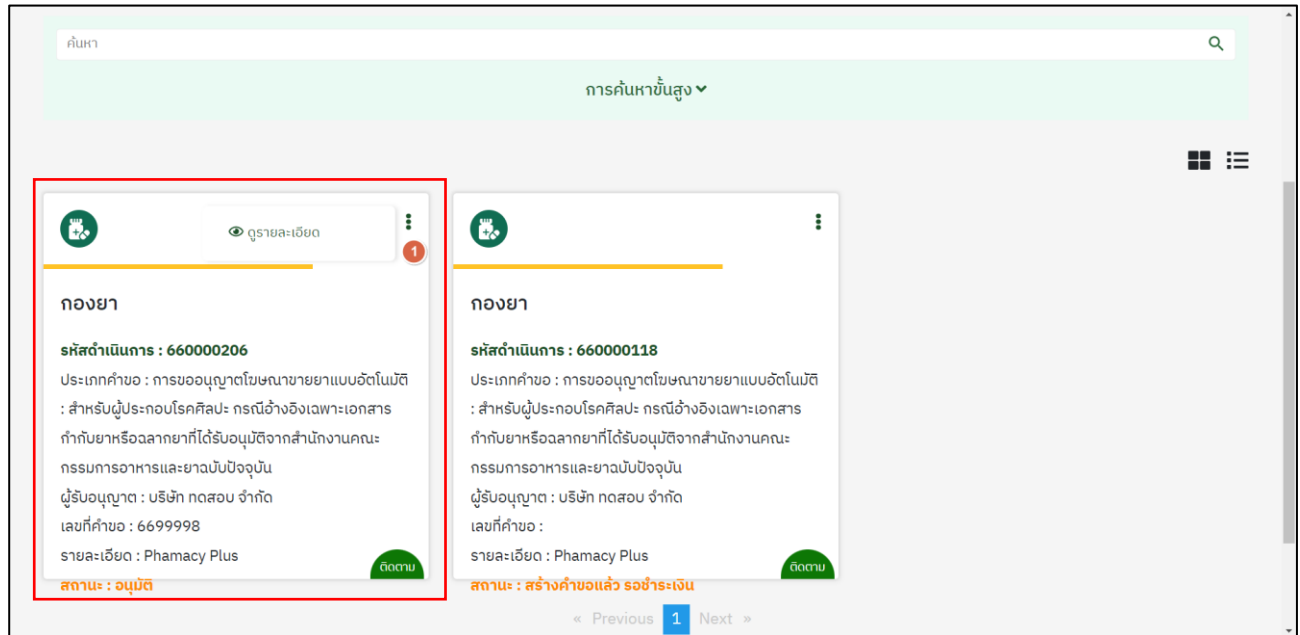 ค้นหา
การค้นหาขั้นสูง
ดูรายละเอียด
1
กองยา
รหัสดำเนินการ : 660000206
ประเภทคำขอ : การขออนุญาตโฆษณาขายยาแบบอัตโนมัติ
: สำหรับผู้ประกอบโรคศิลปะ กรณีอ้างอิงเฉพาะเอกสาร
กำกับยาหรือฉลากยาที่ได้รับอนุมัติจากสำนักงานคณะ
กรรมการอาหารและยาฉบับปัจจุบัน
ผู้รับอนุญาต : บริษัท ทดสอบ จำกัด
เลขที่คำขอ : 6699998
รายละเอียด : Phamacy Plus
ติดตาม
สถานะ : อนุมัติ
กองยา
รหัสดำเนินการ : 660000118
ประเภทคำขอ : การขออนุญาตโฆษณาขายยาแบบอัตโนมัติ
: สำหรับผู้ประกอบโรคศิลปะ กรณีอ้างอิงเฉพาะเอกสาร
กำกับยาหรือฉลากยาที่ได้รับอนุมัติจากสำนักงานคณะ
กรรมการอาหารและยาฉบับปัจจุบัน
ผู้รับอนุญาต : บริษัท ทดสอบ จำกัด
เลขที่คำขอ :
รายละเอียด : Phamacy Plus
ติดตาม
สถานะ : สร้างคำขอแล้ว รอชำระเงิน
« Previous 1 Next »